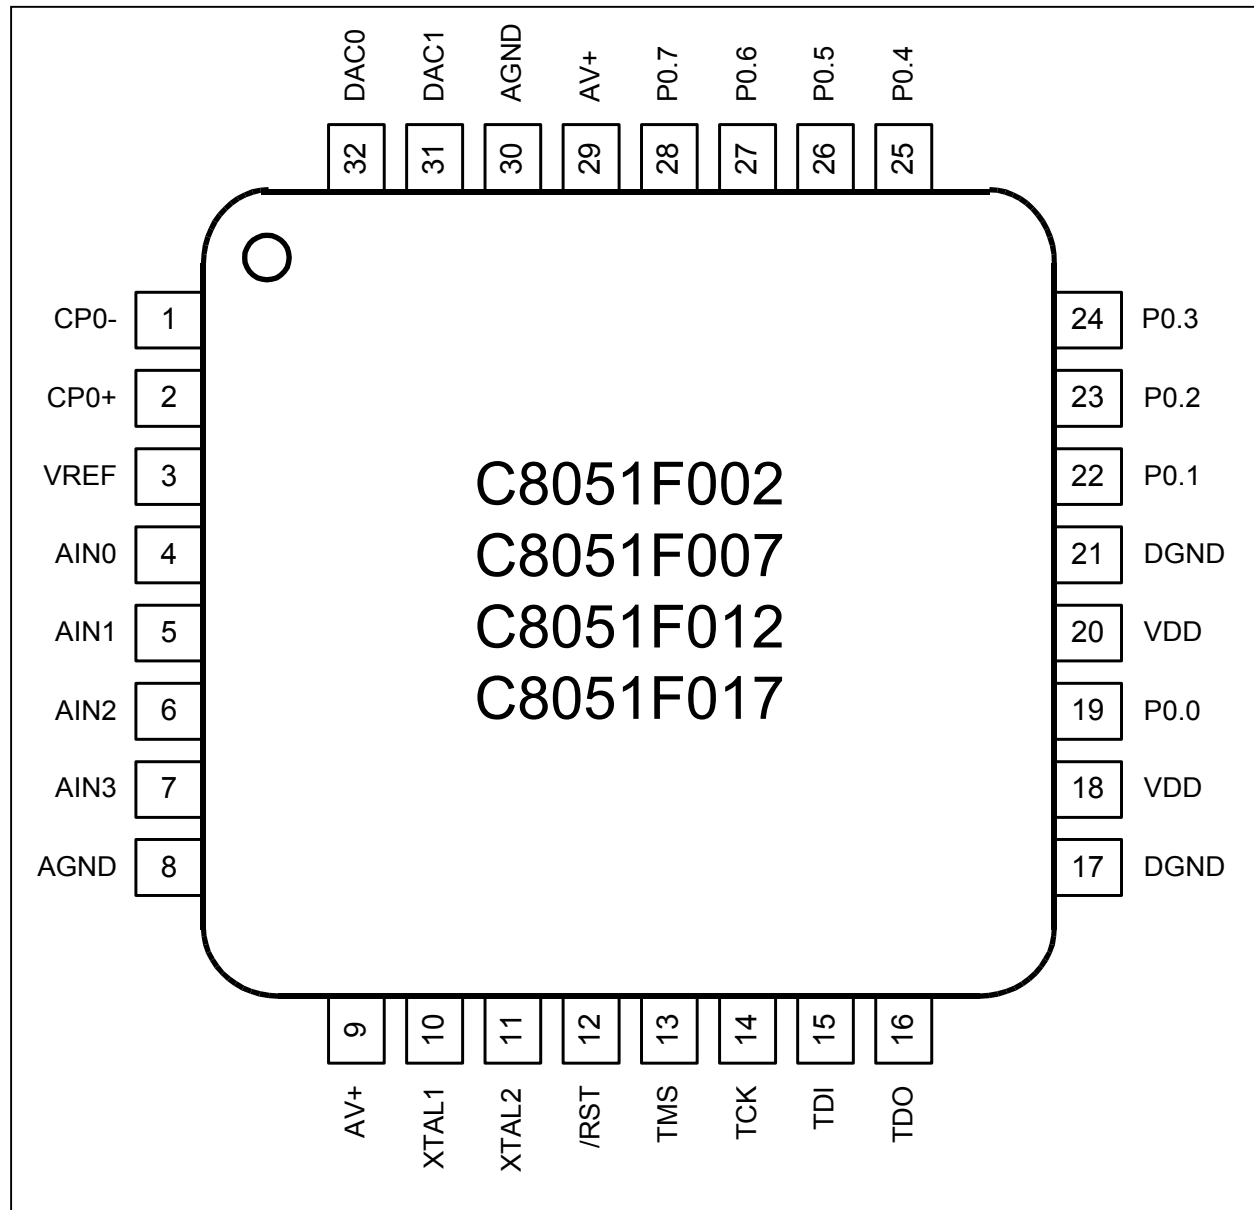 DAC0 DAC1 AGND AV+ P0.7 P0.6 P0.5 P0.4
32 31 30 29 28 27 26 25
CP0- 1 24 P0.3
CP0+ 2 23 P0.2
VREF 3 22 P0.1
C8051F002
AIN0 4 21 DGND
C8051F007
AIN1 5 20 VDD
C8051F012
AIN2 6 19 P0.0
C8051F017
AIN3 7 18 VDD
AGND 8 17 DGND
9 10 11 12 13 14 15 16
AV+ XTAL1 XTAL2 /RST TMS TCK TDI TDO